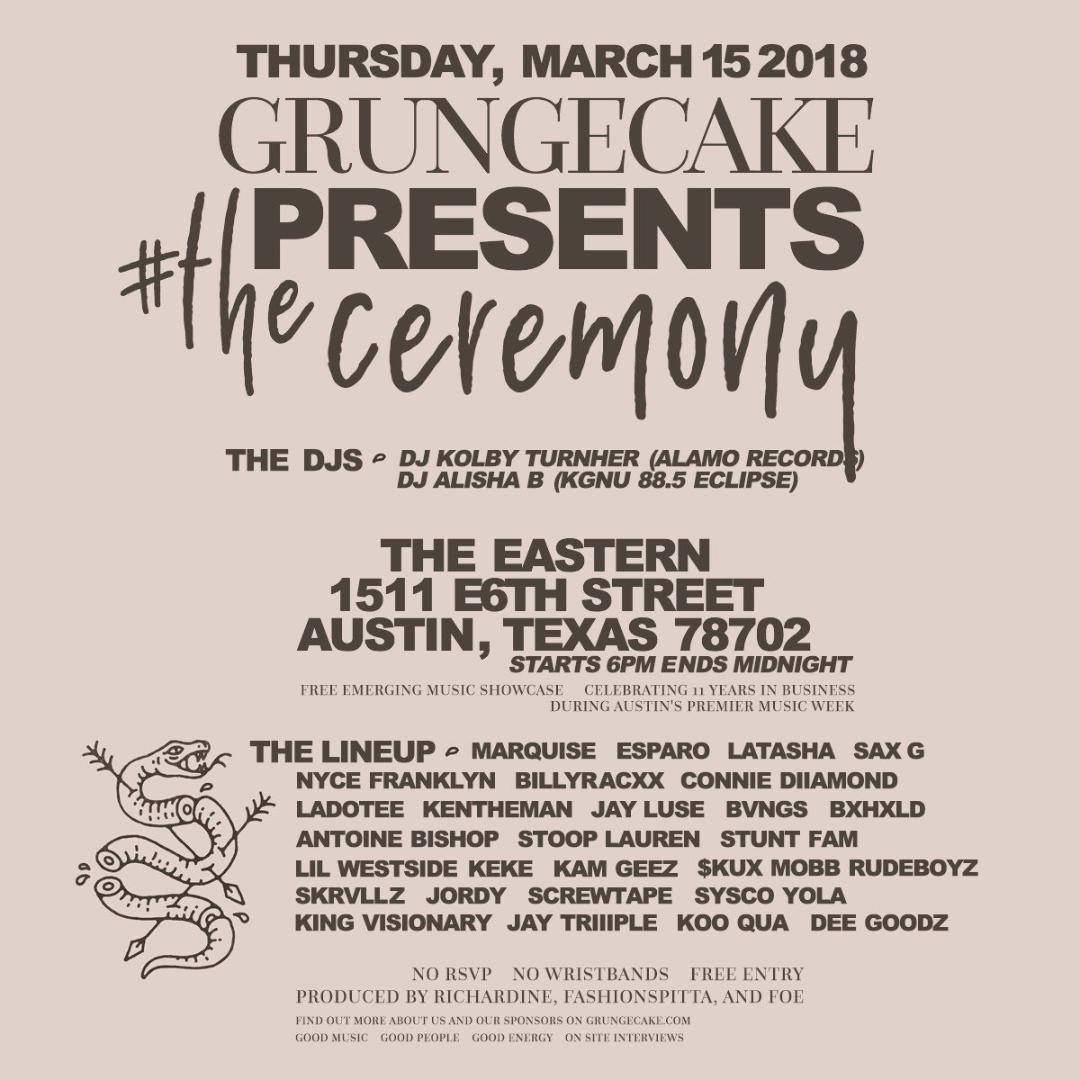 THURSDAY, MARCH 15 2018
GRUNGECAKE
PRESENTS
#the ceremony
THE DJS - DJ KOLBY TURNHER (ALAMO RECORDS)
DJ ALISHA B (KGNU 88.5 ECLIPSE)
THE EASTERN
1511 E6TH STREET
AUSTIN, TEXAS 78702
STARTS 6PM ENDS MIDNIGHT
FREE EMERGING MUSIC SHOWCASE CELEBRATING 11 YEARS IN BUSINESS
DURING AUSTIN'S PREMIER MUSIC WEEK
THE LINEUP - MARQUISE ESPARO LATASHA SAX G
NYCE FRANKLYN BILLYRACXX CONNIE DIIAMOND
LADOTEE KENTHEMAN JAY LUSE BVNGS BXHXLD
ANTOINE BISHOP STOOP LAUREN STUNT FAM
LIL WESTSIDE KEKE KAM GEEZ $KUX MOBB RUDEBOYZ
SKRVLLZ JORDY SCREWTAPE SYSCO YOLA
KING VISIONARY JAY TRIIIPLE KOO QUA DEE GOODZ
NO RSVP NO WRISTBANDS FREE ENTRY
PRODUCED BY RICHARDINE, FASHIONSPITTA, AND FOE
FIND OUT MORE ABOUT US AND OUR SPONSORS ON GRUNGECAKE.COM
GOOD MUSIC GOOD PEOPLE GOOD ENERGY ON SITE INTERVIEWS